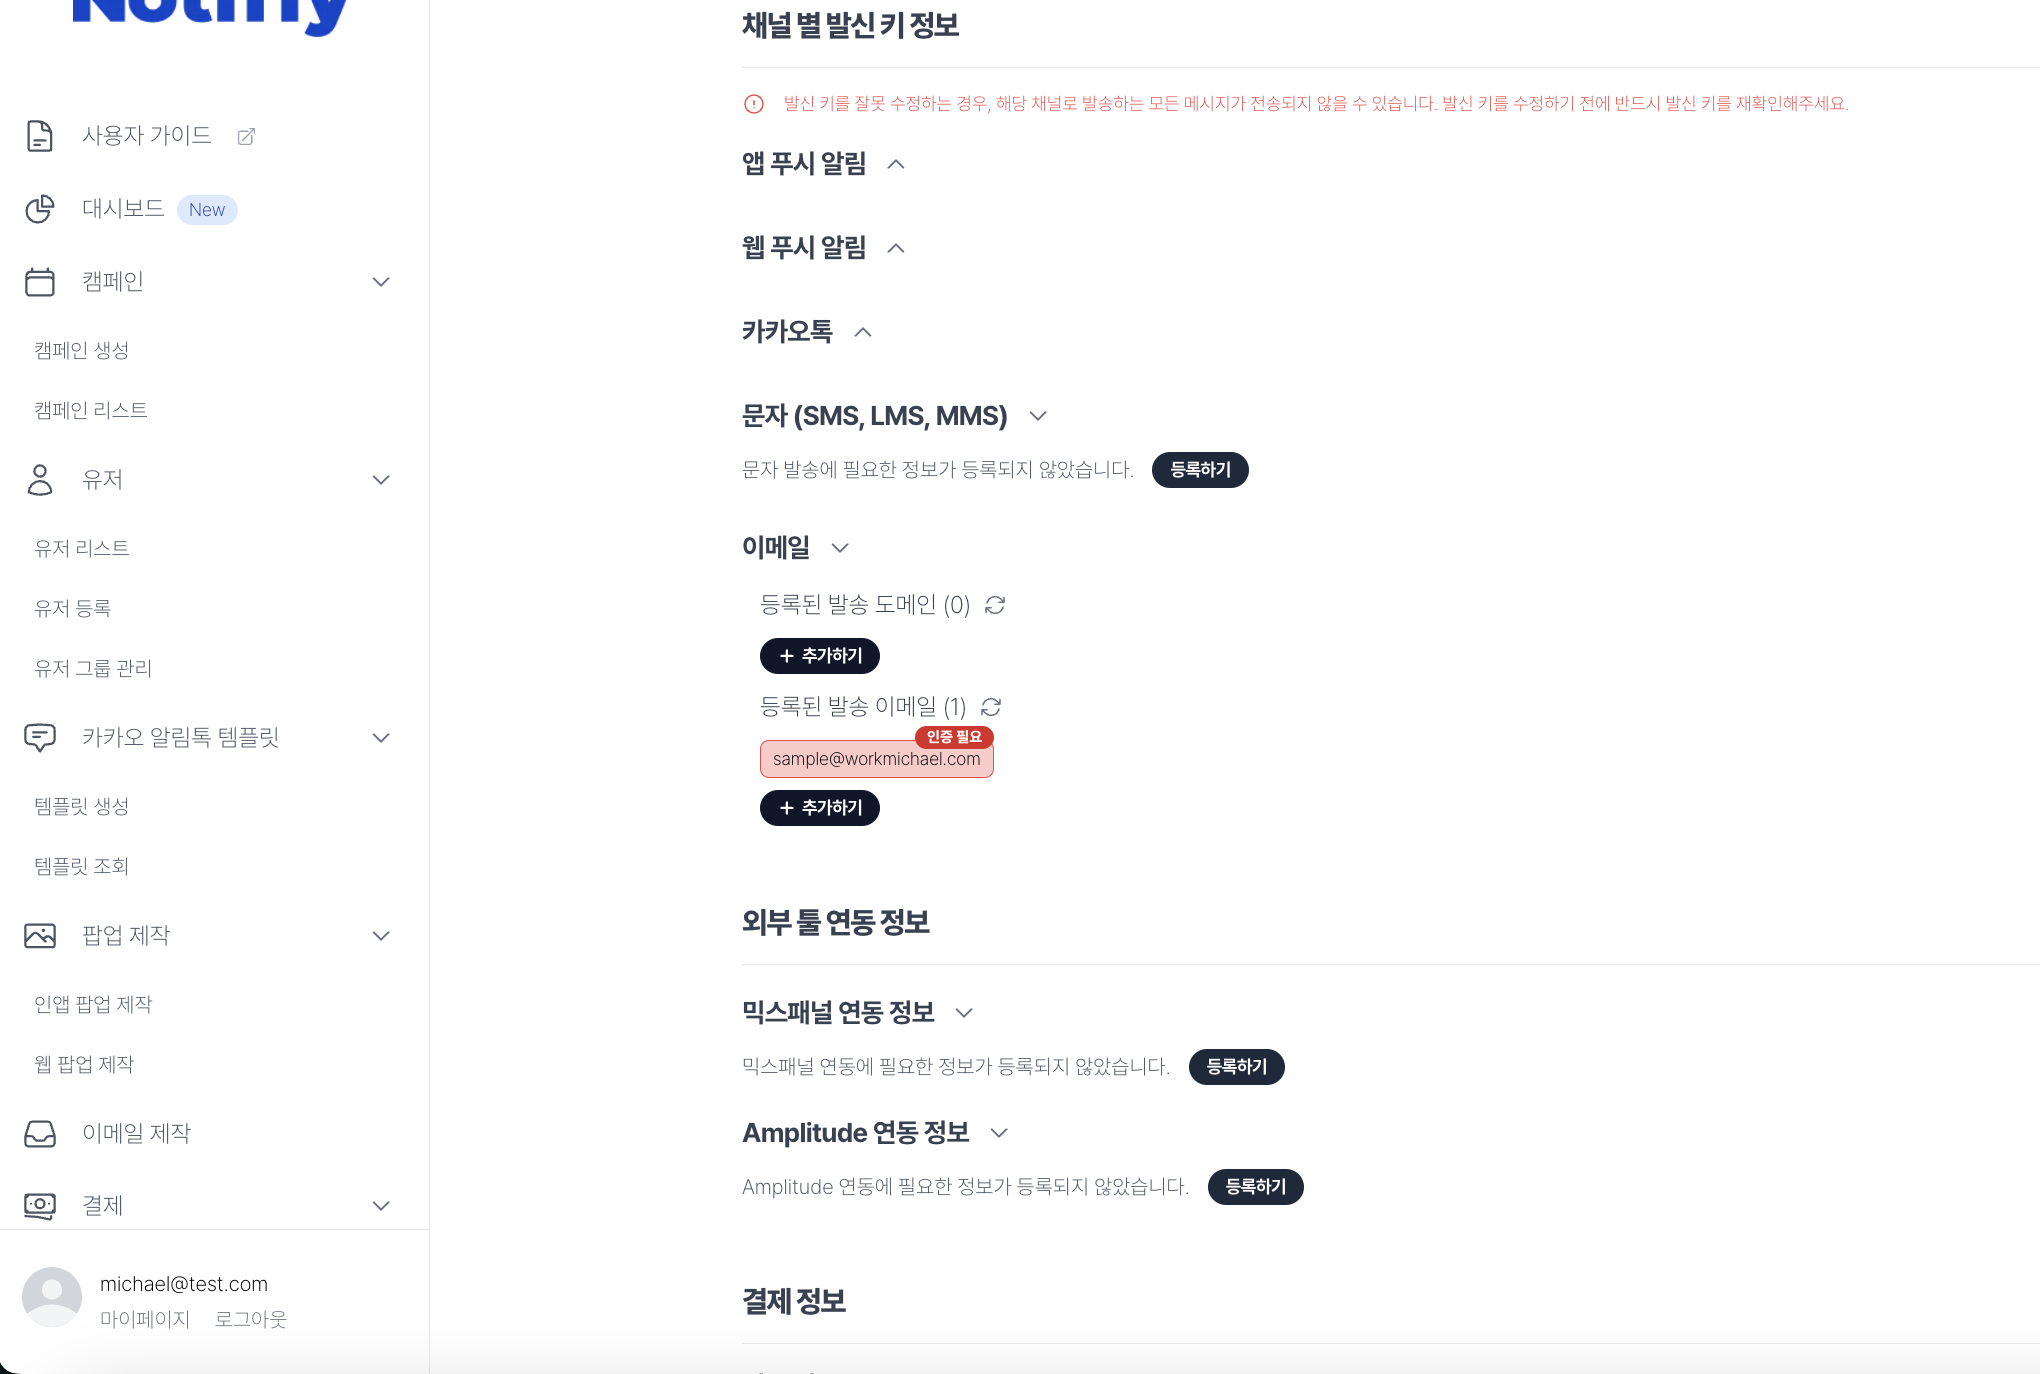 Notifly
사용자 가이드
대시보드 New
캠페인
캠페인 생성
캠페인 리스트
유저
유저 리스트
유저 등록
유저 그룹 관리
카카오 알림톡 템플릿
템플릿 생성
템플릿 조회
팝업 제작
인앱 팝업 제작
웹 팝업 제작
이메일 제작
결제
michael@test.com
마이페이지 로그아웃
채널 별 발신 키 정보
발신 키를 잘못 수정하는 경우, 해당 채널로 발송하는 모든 메시지가 전송되지 않을 수 있습니다. 발신 키를 수정하기 전에 반드시 발신 키를 재확인해주세요.
앱 푸시 알림
웹 푸시 알림
카카오톡
문자 (SMS, LMS, MMS)
문자 발송에 필요한 정보가 등록되지 않았습니다. 등록하기
이메일
등록된 발송 도메인 (0)
+ 추가하기
등록된 발송 이메일 (1)
인증 필요
sample@workmichael.com
+ 추가하기
외부 툴 연동 정보
믹스패널 연동 정보
믹스패널 연동에 필요한 정보가 등록되지 않았습니다. 등록하기
Amplitude 연동 정보
Amplitude 연동에 필요한 정보가 등록되지 않았습니다. 등록하기
결제 정보